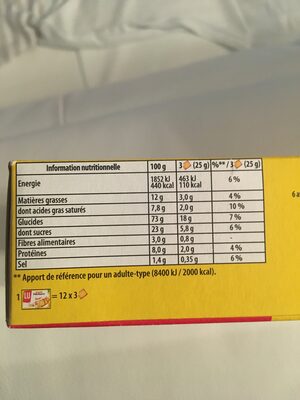 Information nutritionnelle 100 g 3 (25 g) %** / 3 (25 g)
Energie 1852 kJ 463 kJ 6 %
440 kcal 110 kcal
Matières grasses 12 g 3,0 g 4 %
dont acides gras saturés 7,8 g 2,0 g 10 %
Glucides 73 g 18 g 7 %
dont sucres 23 g 5,8 g 6 %
Fibres alimentaires 3,0 g 0,8 g -
Protéines 8,0 g 2,0 g 4 %
Sel 1,4 g 0,35 g 6 %
** Apport de référence pour un adulte-type (8400 kJ / 2000 kcal).
1 LU = 12 x 3
6 a